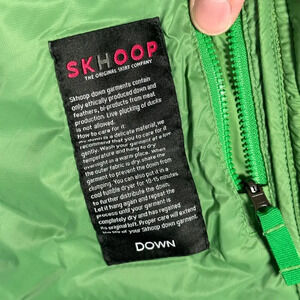 SKHOOP
THE ORIGINAL SKIRT COMPANY
Skhoop down garments contain
only ethically produced down and
feathers, bi-products from meat
production. Live plucking of ducks
is not allowed.
How to care for it:
As down is a delicate material, we
recommend that you to care for it
gently. Wash your garment in low
temperature and hang to dry
overnight in a warm place. When
the outer fabric is dry, shake the
garment to prevent the down from
clumping. You can also put it in a
cool tumble dryer for 10-15 minutes
to further distribute the down.
Let it hang again and repeat the
process until your garment is
completely dry and has regained
its original loft. Proper care will extend
the life of your Skhoop down garment.
DOWN